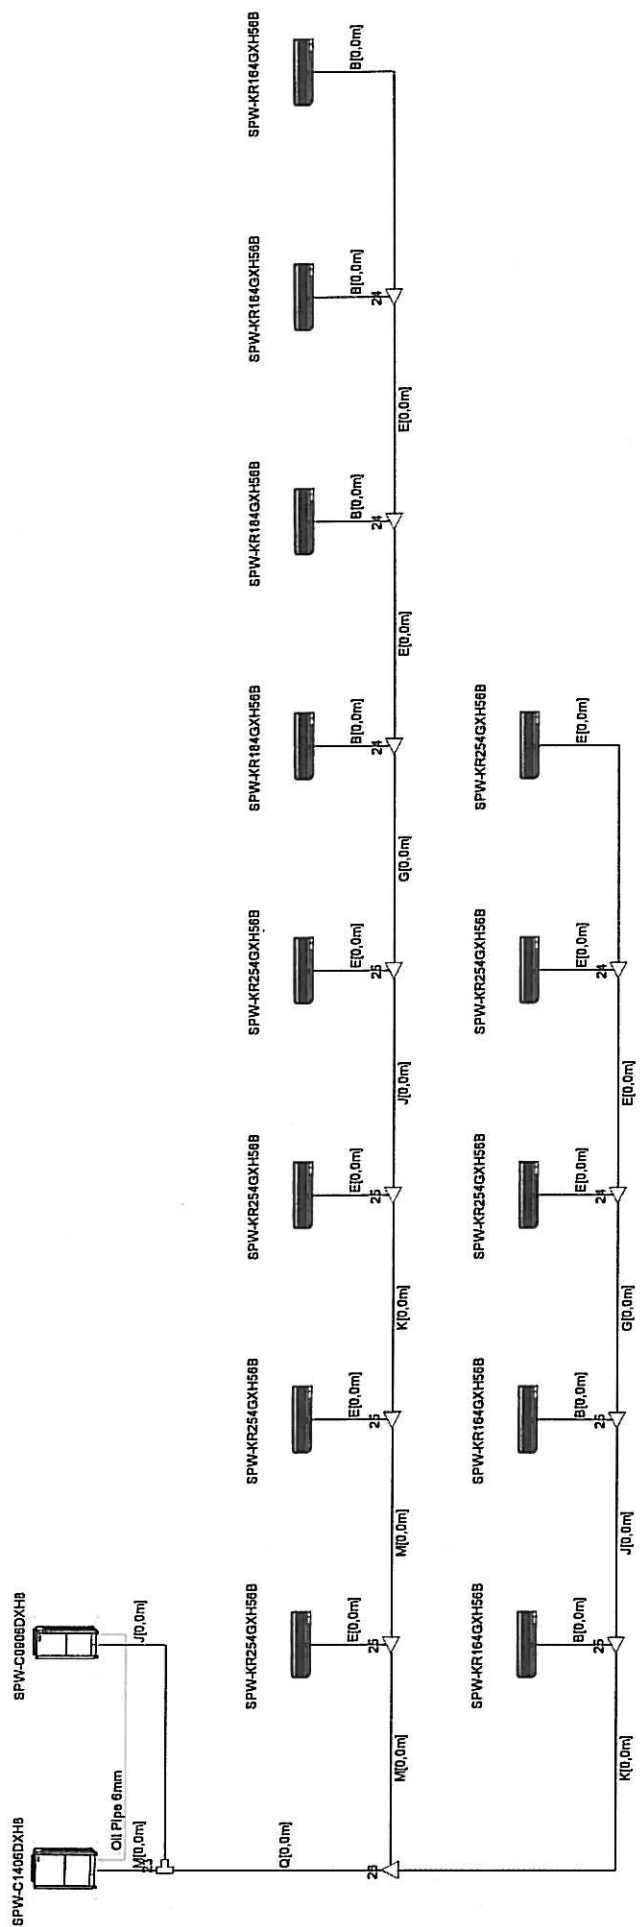 SPW-C1406DXH8
SPW-C0906DXH8
Oil Pipe 6mm
M[0,0m]
J[0,0m]
Q[0,0m]
SPW-KR254GXH56B
SPW-KR254GXH56B
SPW-KR254GXH56B
SPW-KR254GXH56B
SPW-KR164GXH56B
SPW-KR164GXH56B
SPW-KR164GXH56B
SPW-KR164GXH56B
E[0,0m]
E[0,0m]
E[0,0m]
E[0,0m]
B[0,0m]
B[0,0m]
B[0,0m]
B[0,0m]
25
25
25
25
24
24
24
M[0,0m]
M[0,0m]
K[0,0m]
J[0,0m]
G[0,0m]
E[0,0m]
E[0,0m]
SPW-KR164GXH56B
SPW-KR164GXH56B
SPW-KR254GXH56B
SPW-KR254GXH56B
SPW-KR254GXH56B
B[0,0m]
B[0,0m]
E[0,0m]
E[0,0m]
E[0,0m]
25
25
24
24
K[0,0m]
J[0,0m]
G[0,0m]
E[0,0m]